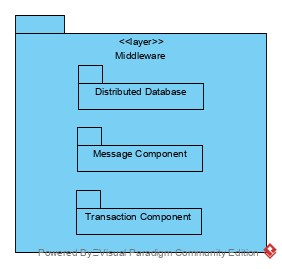 <<layer>>
Middleware
Distributed Database
Message Component
Transaction Component
Powered By Visual Paradigm Community Edition